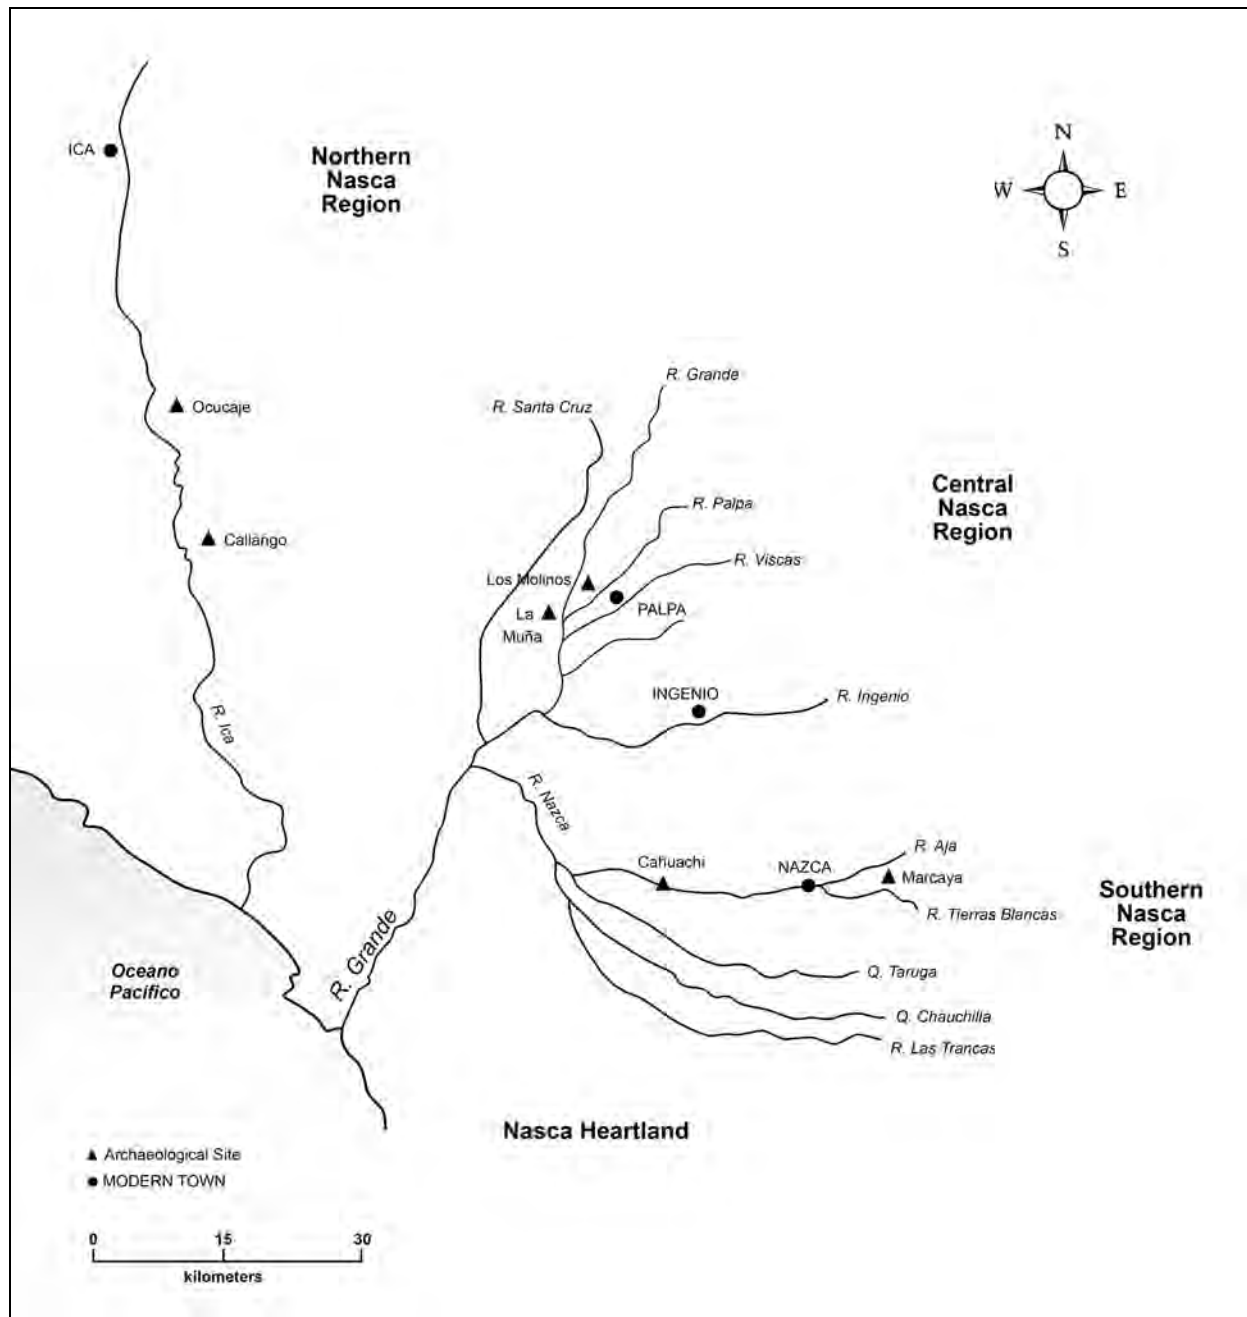 N
W E
S
ICA
Northern
Nasca
Region
R. Grande
R. Santa Cruz
Ocucaje
Central
Nasca
Region
R. Palpa
Callango
R. Viscas
Los Molinos
La
Muña
PALPA
INGENIO
R. Ingenio
R. Ica
R. Nazca
R. Aja
Cahuachi
NAZCA
Marcaya
R. Tierras Blancas
Southern
Nasca
Region
R. Grande
Oceano
Pacífico
Q. Taruga
Q. Chauchilla
R. Las Trancas
Nasca Heartland
Archaeological Site
MODERN TOWN
0 15 30
kilometers